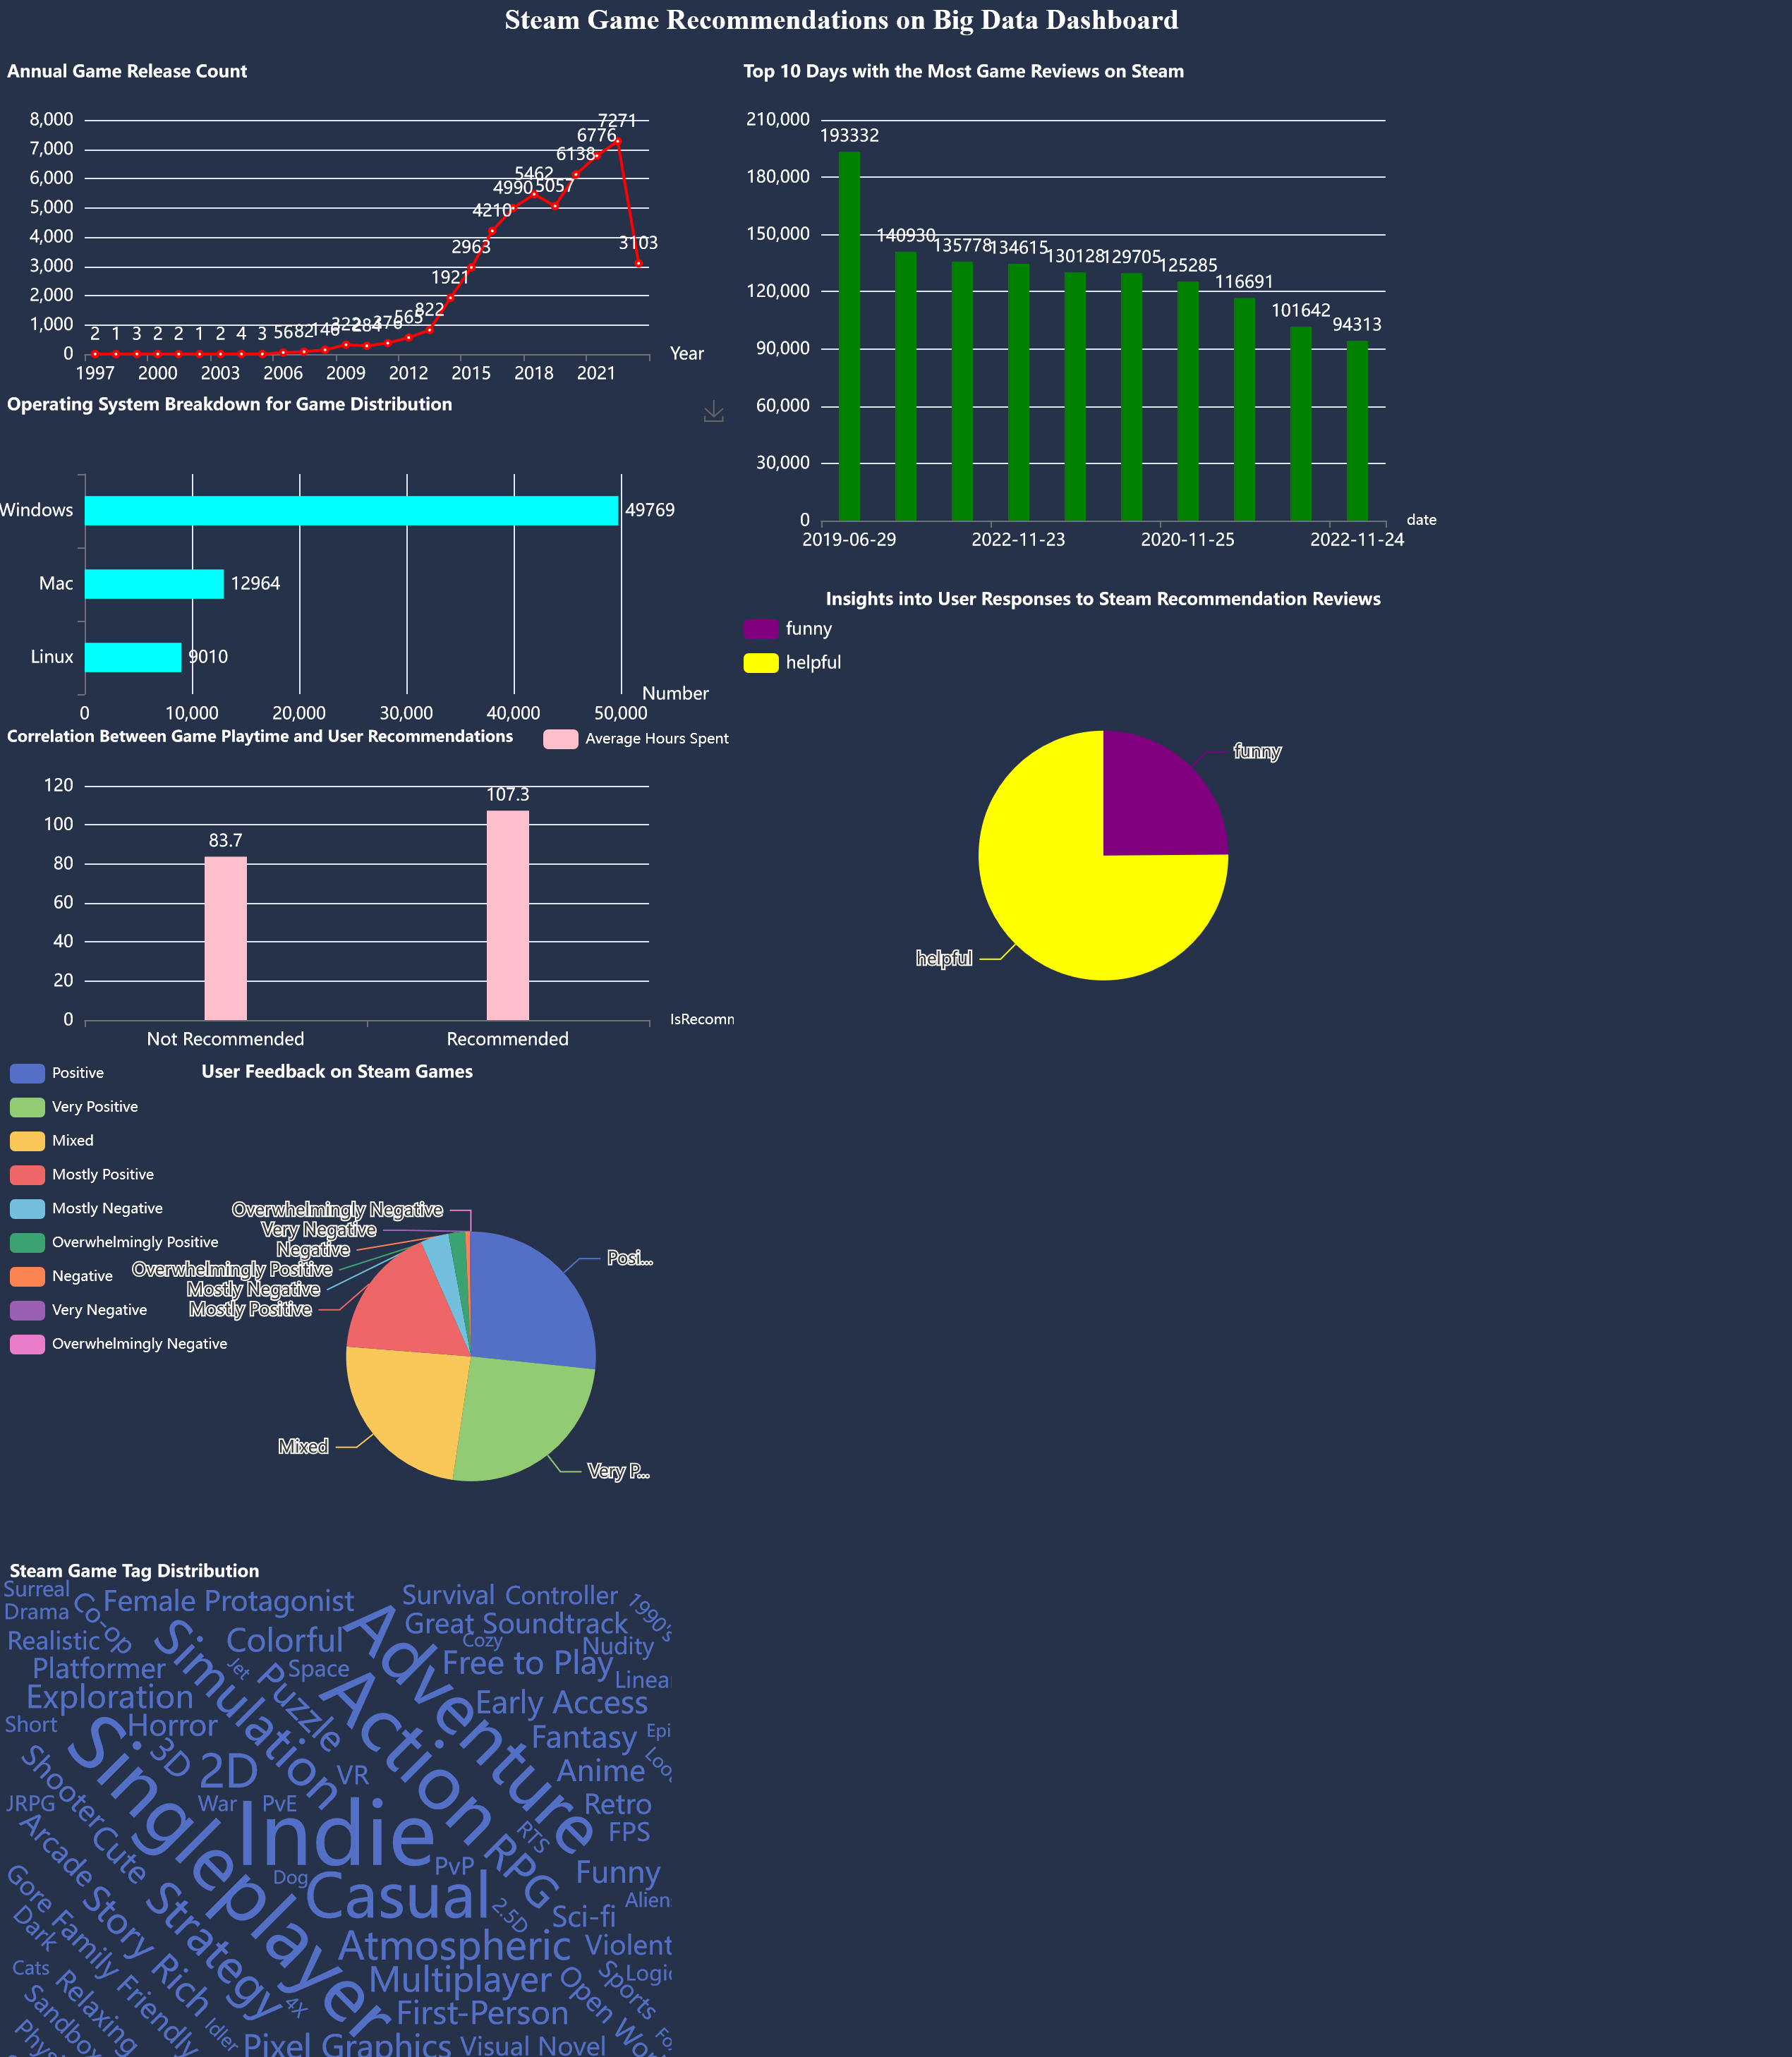 Steam Game Recommendations on Big Data Dashboard
Annual Game Release Count
8,000
7,000
6,000
5,000
4,000
3,000
2,000
1,000
0
2 1 3 2 2 1 2 4 3 56 82 146 322 284 376 565 822 1921 2963 4210 4990 5462 5057 6138 6776 7271 3103
1997 2000 2003 2006 2009 2012 2015 2018 2021
Year
Top 10 Days with the Most Game Reviews on Steam
210,000
180,000
150,000
120,000
90,000
60,000
30,000
0
193332 140930 135778 134615 130128 129705 125285 116691 101642 94313
2019-06-29 2022-11-23 2020-11-25 2022-11-24
date
Operating System Breakdown for Game Distribution
Windows 49769
Mac 12964
Linux 9010
Number
0 10,000 20,000 30,000 40,000 50,000
Insights into User Responses to Steam Recommendation Reviews
funny
helpful
funny
helpful
Correlation Between Game Playtime and User Recommendations
Average Hours Spent
120
100
80
60
40
20
0
83.7 107.3
Not Recommended Recommended
IsRecomm
User Feedback on Steam Games
Positive
Very Positive
Mixed
Mostly Positive
Mostly Negative
Overwhelmingly Positive
Negative
Very Negative
Overwhelmingly Negative
Overwhelmingly Negative
Very Negative
Negative
Overwhelmingly Positive
Mostly Negative
Mostly Positive
Posi...
Mixed
Very P...
Steam Game Tag Distribution
Surreal
Drama
Co-op
Female Protagonist
Survival
Controller
1990's
Great Soundtrack
Realistic
Colorful
Cozy
Nudity
Adventure
Simulation
Platformer
Jet
Space
Free to Play
Linear
Puzzle
Action
Exploration
Early Access
Short
Horror
Fantasy
Epi
Loo
3D
2D
VR
Anime
Shooter
Singleplayer
JRPG
War
PvE
Indie
Retro
FPS
RTS
Arcade
Cute
RPG
PvP
Funny
Dog
Casual
Gore
Story Rich
Strategy
2.5D
Sci-fi
Alien
Dark
Family Friendly
Atmospheric
Violent
Cats
Relaxing
Multiplayer
Open Wor
Sports
Logic
Sandbox
4X
First-Person
Idler
Physi
Pixel Graphics
Visual Novel
Fo